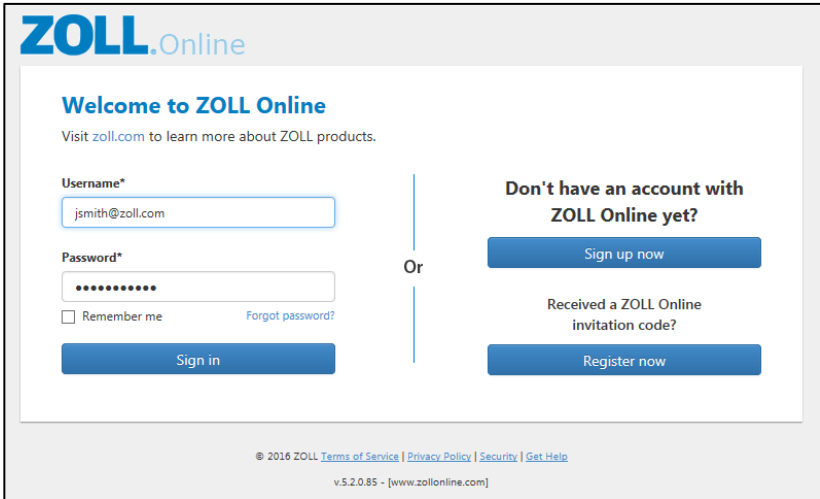 ZOLL.Online
Welcome to ZOLL Online
Visit zoll.com to learn more about ZOLL products.
Username*
jsmith@zoll.com
Password*
•••••••••••
Remember me
Forgot password?
Sign in
Or
Don't have an account with
ZOLL Online yet?
Sign up now
Received a ZOLL Online
invitation code?
Register now
© 2016 ZOLL Terms of Service | Privacy Policy | Security | Get Help
v.5.2.0.85 - [www.zollonline.com]